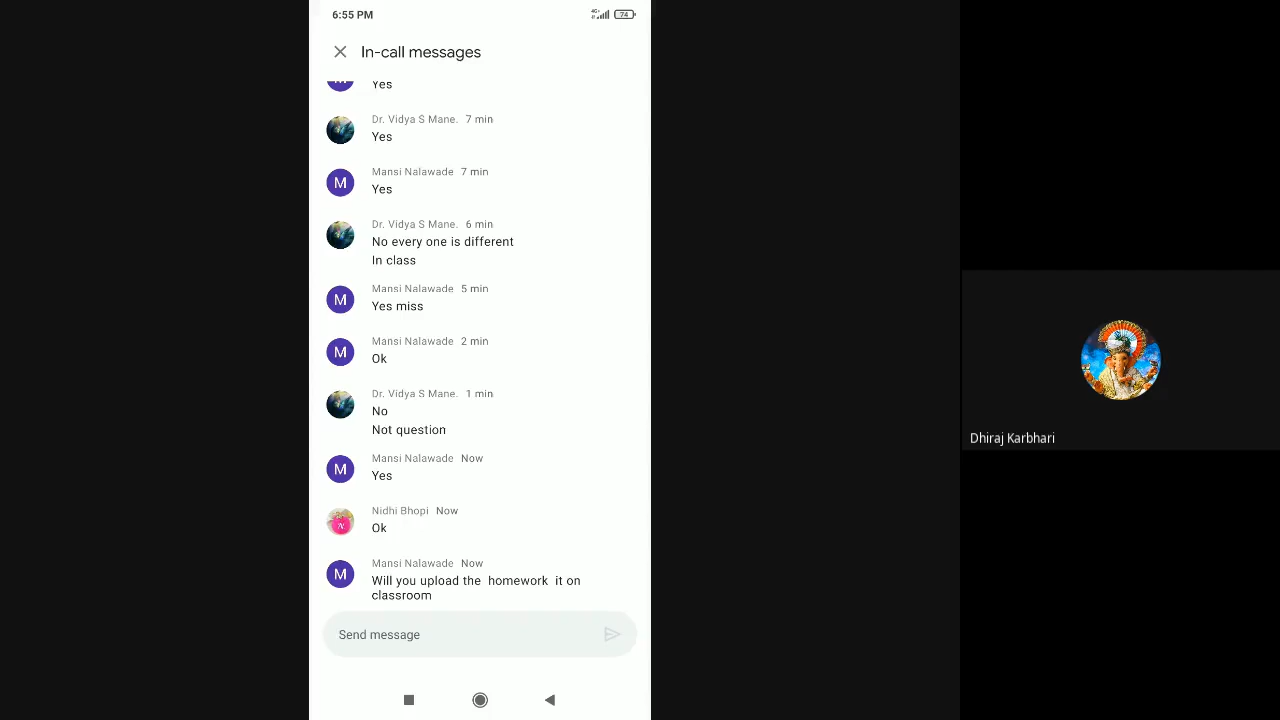 6:55 PM
4G+
74
In-call messages
Yes
Dr. Vidya S Mane. 7 min
Yes
M
Mansi Nalawade 7 min
Yes
Dr. Vidya S Mane. 6 min
No every one is different
In class
M
Mansi Nalawade 5 min
Yes miss
M
Mansi Nalawade 2 min
Ok
Dr. Vidya S Mane. 1 min
No
Not question
M
Mansi Nalawade Now
Yes
N
Nidhi Bhopi Now
Ok
M
Mansi Nalawade Now
Will you upload the homework it on
classroom
Send message
Dhiraj Karbhari